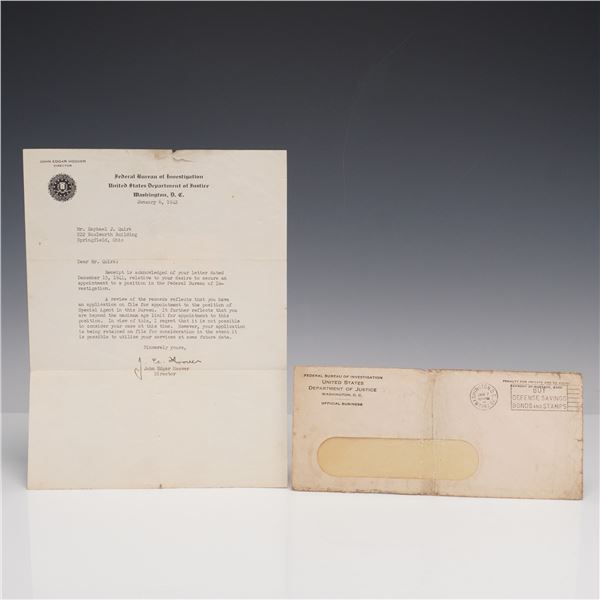 JOHN EDGAR HOOVER
DIRECTOR
Federal Bureau of Investigation
United States Department of Justice
Washington, D. C.
January 6, 1942
Mr. Raphael J. Quirk
222 Woolworth Building
Springfield, Ohio
Dear Mr. Quirk:
Receipt is acknowledged of your letter dated
December 15, 1941, relative to your desire to secure an
appointment to a position in the Federal Bureau of In-
vestigation.
A review of the records reflects that you have
an application on file for appointment to the position of
Special Agent in this Bureau. It further reflects that you
are beyond the maximum age limit for appointment to this
position. In view of this, I regret that it is not possible
to consider your case at this time. However, your application
is being retained on file for consideration in the event it
is possible to utilize your services at some future date.
Sincerely yours,
J. E. Hoover
John Edgar Hoover
Director
FEDERAL BUREAU OF INVESTIGATION
UNITED STATES
DEPARTMENT OF JUSTICE
WASHINGTON, D. C.
OFFICIAL BUSINESS
PENALTY FOR PRIVATE USE TO AVOID
PAYMENT OF POSTAGE, $300
WASHINGTON, D.C.
JAN 7
BUY
DEFENSE SAVINGS
BONDS AND STAMPS